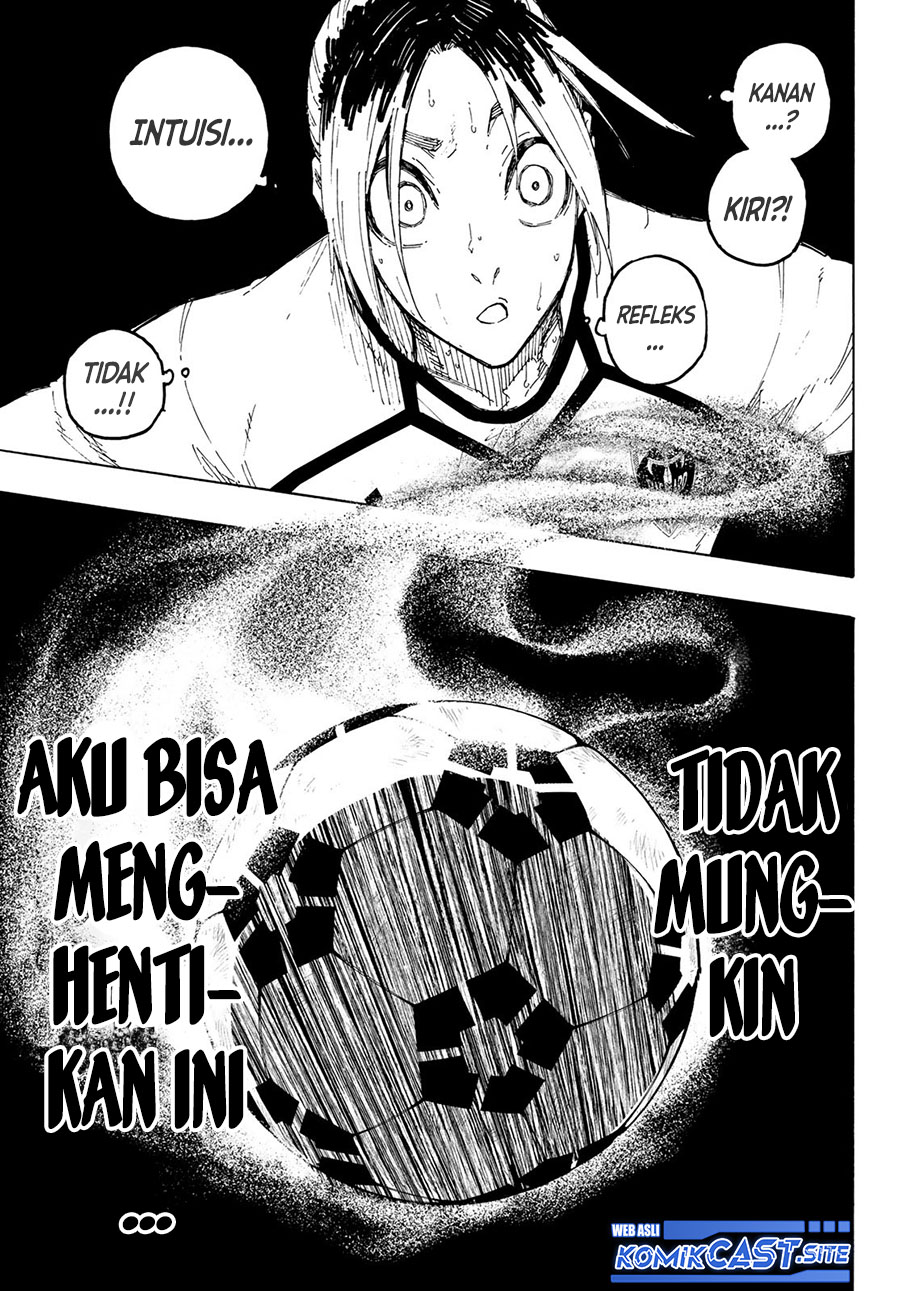 KANAN
...?
KIRI?!
REFLEKS
...
INTUISI...
TIDAK
...!!
TIDAK
MUNG-
KIN
AKU BISA
MENG-
HENTI-
KAN INI
...
WEB ASLI
KOMIKCAST.SITE